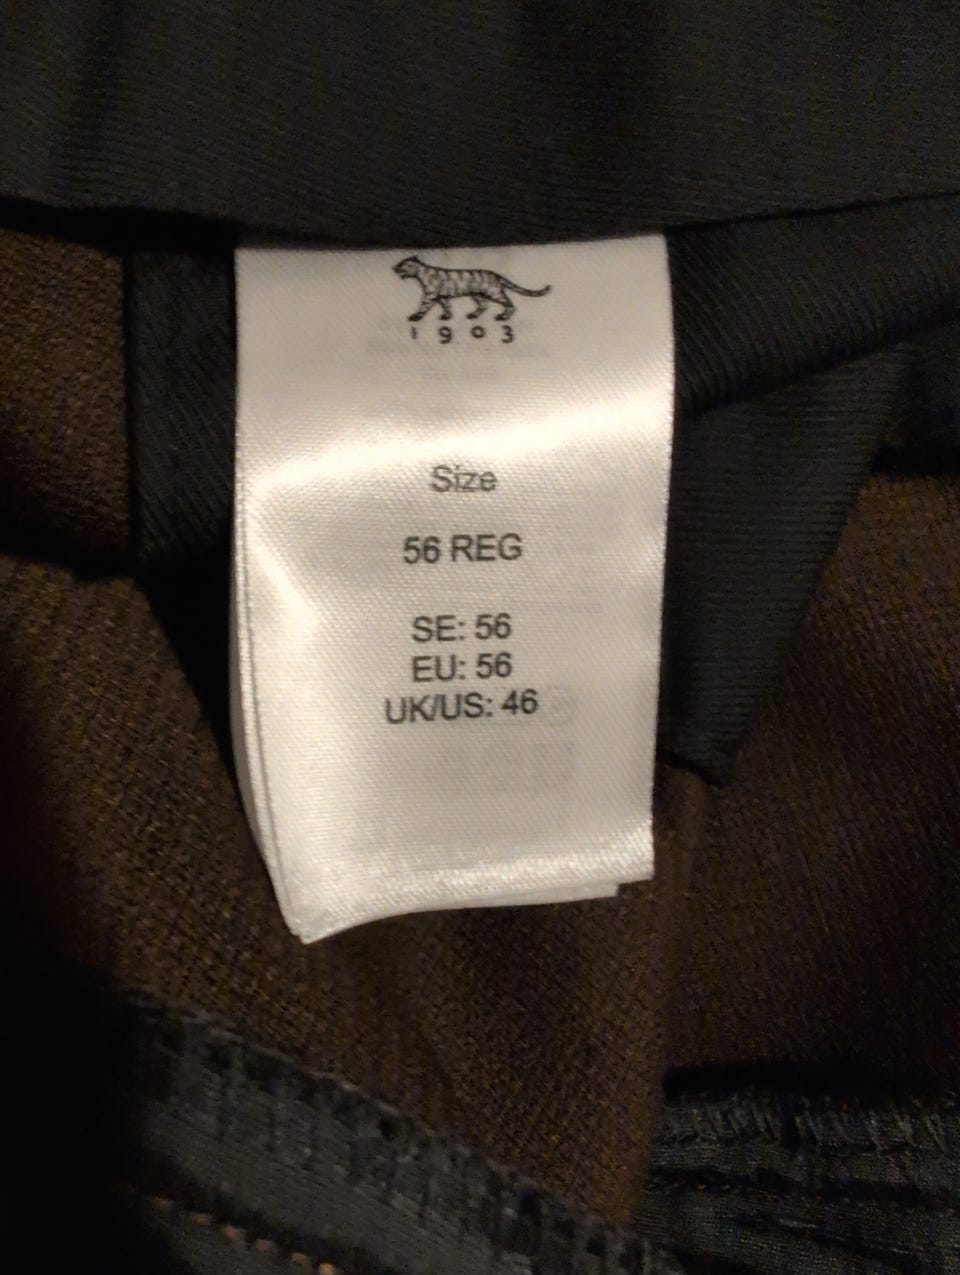 1903
Size
56 REG
SE: 56
EU: 56
UK/US: 46